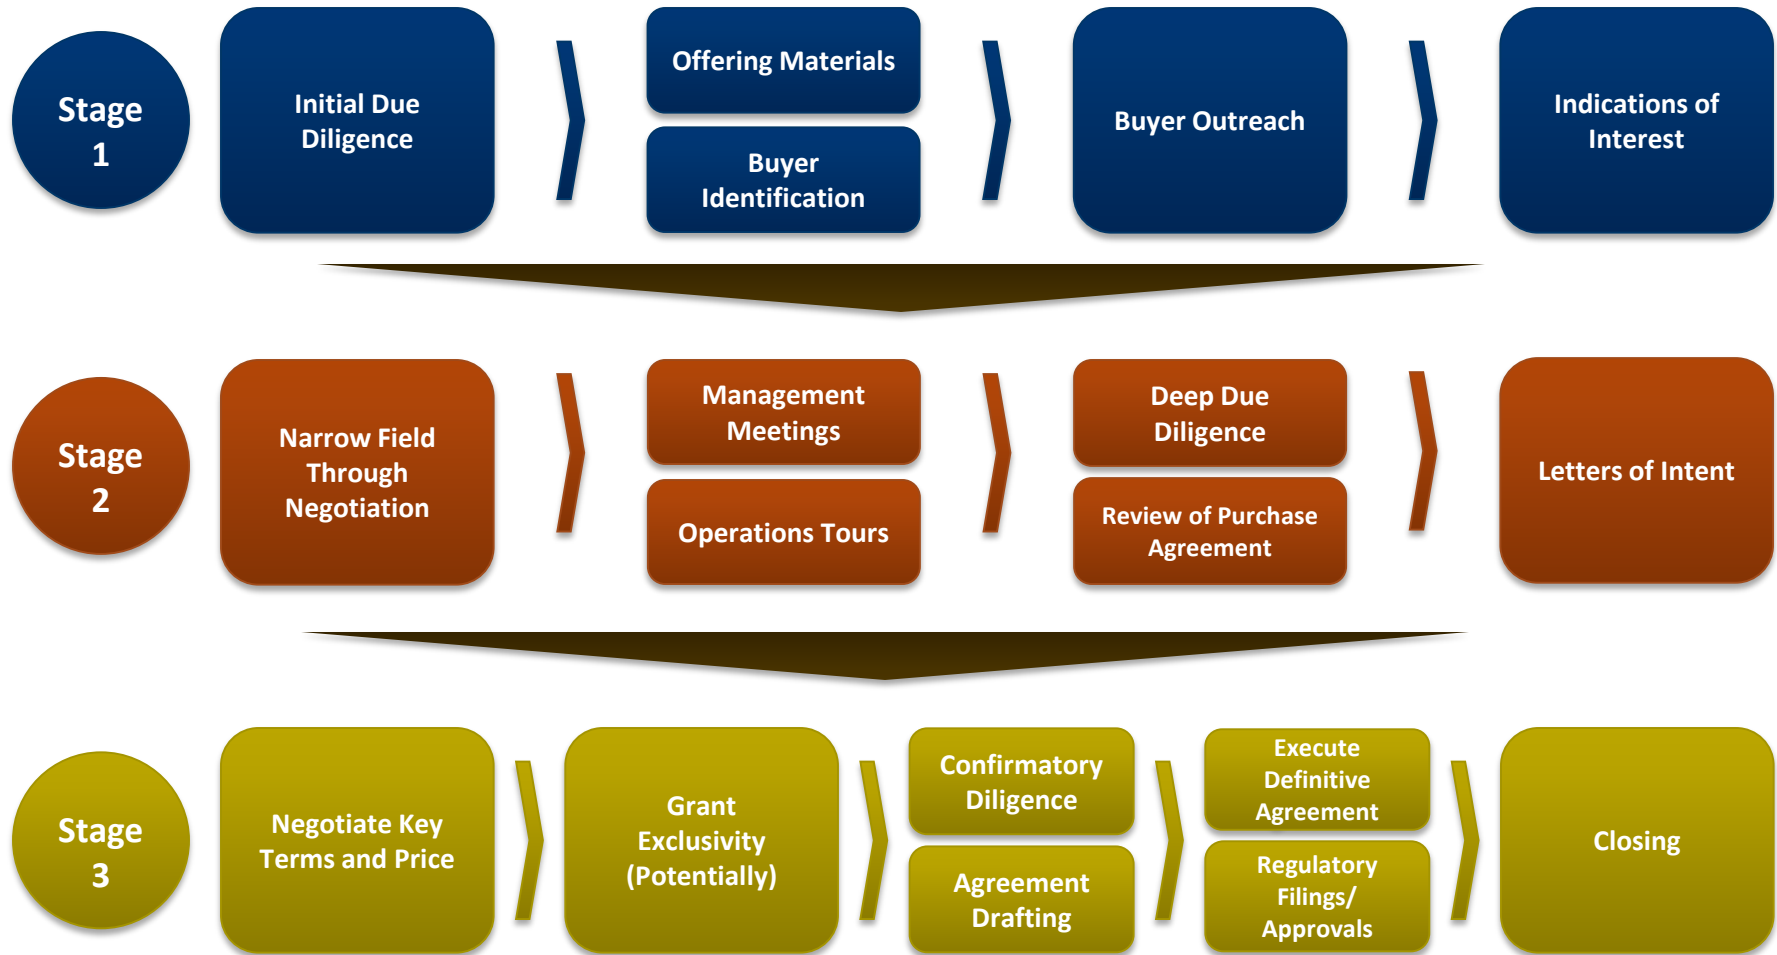 Stage
1
Initial Due
Diligence
Offering Materials
Buyer
Identification
Buyer Outreach
Indications of
Interest
Stage
2
Narrow Field
Through
Negotiation
Management
Meetings
Operations Tours
Deep Due
Diligence
Review of Purchase
Agreement
Letters of Intent
Stage
3
Negotiate Key
Terms and Price
Grant
Exclusivity
(Potentially)
Confirmatory
Diligence
Agreement
Drafting
Execute
Definitive
Agreement
Regulatory
Filings/
Approvals
Closing